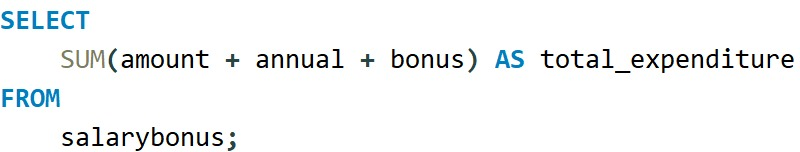 SELECT
SUM(amount + annual + bonus) AS total_expenditure
FROM
salarybonus;